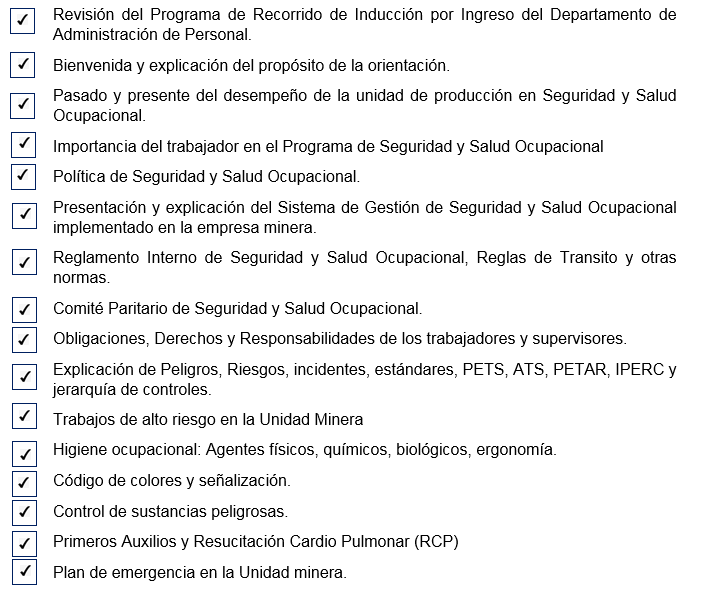 ✓ Revisión del Programa de Recorrido de Inducción por Ingreso del Departamento de
Administración de Personal.
✓ Bienvenida y explicación del propósito de la orientación.
✓ Pasado y presente del desempeño de la unidad de producción en Seguridad y Salud
Ocupacional.
✓ Importancia del trabajador en el Programa de Seguridad y Salud Ocupacional
✓ Política de Seguridad y Salud Ocupacional.
✓ Presentación y explicación del Sistema de Gestión de Seguridad y Salud Ocupacional
implementado en la empresa minera.
✓ Reglamento Interno de Seguridad y Salud Ocupacional, Reglas de Transito y otras
normas.
✓ Comité Paritario de Seguridad y Salud Ocupacional.
✓ Obligaciones, Derechos y Responsabilidades de los trabajadores y supervisores.
✓ Explicación de Peligros, Riesgos, incidentes, estándares, PETS, ATS, PETAR, IPERC y
jerarquía de controles.
✓ Trabajos de alto riesgo en la Unidad Minera
✓ Higiene ocupacional: Agentes físicos, químicos, biológicos, ergonomía.
✓ Código de colores y señalización.
✓ Control de sustancias peligrosas.
✓ Primeros Auxilios y Resucitación Cardio Pulmonar (RCP)
✓ Plan de emergencia en la Unidad minera.